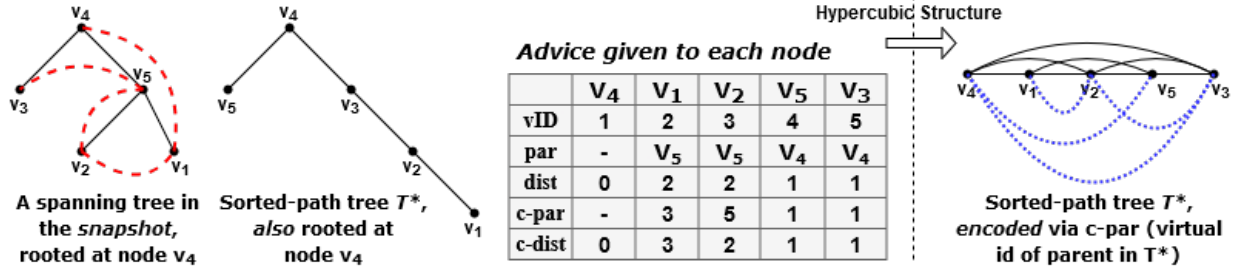 v4
v5
v3
v2
v1
A spanning tree in
the snapshot,
rooted at node v4
v4
v5
v3
v2
v1
Sorted-path tree T*,
also rooted at
node v4
Advice given to each node
V4 V1 V2 V5 V3
vID 1 2 3 4 5
par - V5 V5 V4 V4
dist 0 2 2 1 1
c-par - 3 5 1 1
c-dist 0 3 2 1 1
Hypercubic Structure
v4 v1 v2 v5 v3
Sorted-path tree T*,
encoded via c-par (virtual
id of parent in T*)